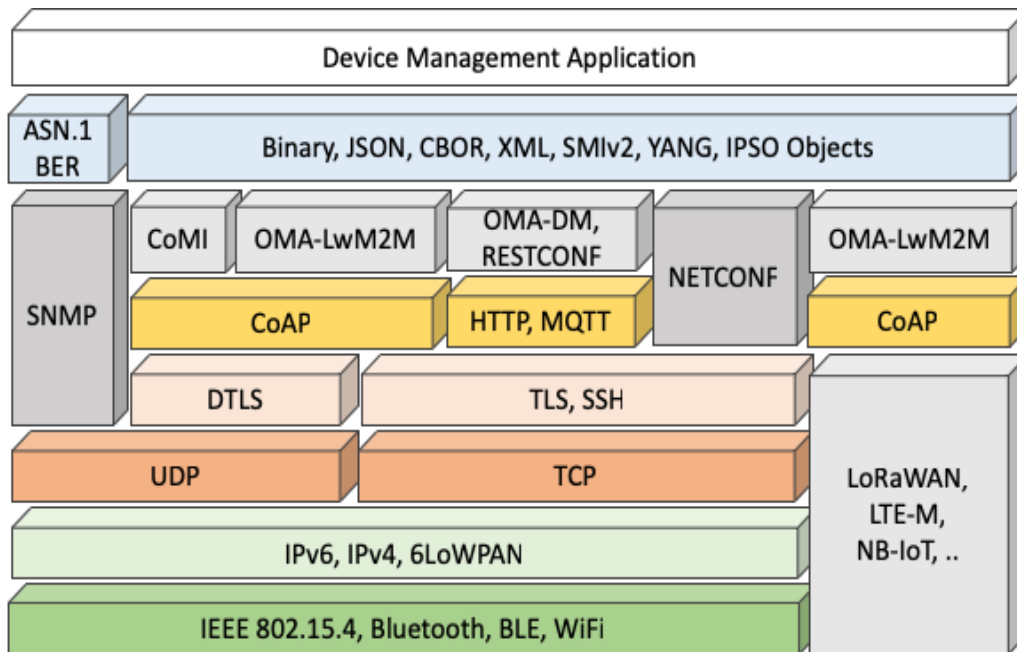 Device Management Application
ASN.1
BER
Binary, JSON, CBOR, XML, SMIv2, YANG, IPSO Objects
SNMP
CoMI
OMA-LwM2M
OMA-DM,
RESTCONF
NETCONF
OMA-LwM2M
CoAP
HTTP, MQTT
CoAP
DTLS
TLS, SSH
UDP
TCP
LoRaWAN,
LTE-M,
NB-IoT, ..
IPv6, IPv4, 6LoWPAN
IEEE 802.15.4, Bluetooth, BLE, WiFi